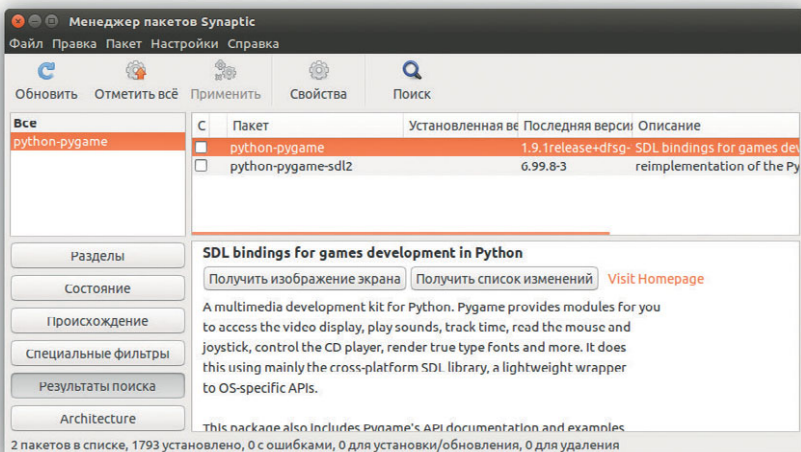 Менеджер пакетов Synaptic
Файл Правка Пакет Настройки Справка
Обновить Отметить всё Применить Свойства Поиск
Все
python-pygame
С Пакет Установленная ве Последняя версия Описание
python-pygame 1.9.1release+dfsg- SDL bindings for games dev
python-pygame-sdl2 6.99.8-3 reimplementation of the Py
Разделы
Состояние
Происхождение
Специальные фильтры
Результаты поиска
Architecture
SDL bindings for games development in Python
Получить изображение экрана Получить список изменений Visit Homepage
A multimedia development kit for Python. Pygame provides modules for you
to access the video display, play sounds, track time, read the mouse and
joystick, control the CD player, render true type fonts and more. It does
this using mainly the cross-platform SDL library, a lightweight wrapper
to OS-specific APIs.
This package also includes Pygame's API documentation and examples
2 пакетов в списке, 1793 установлено, 0 с ошибками, 0 для установки/обновления, 0 для удаления